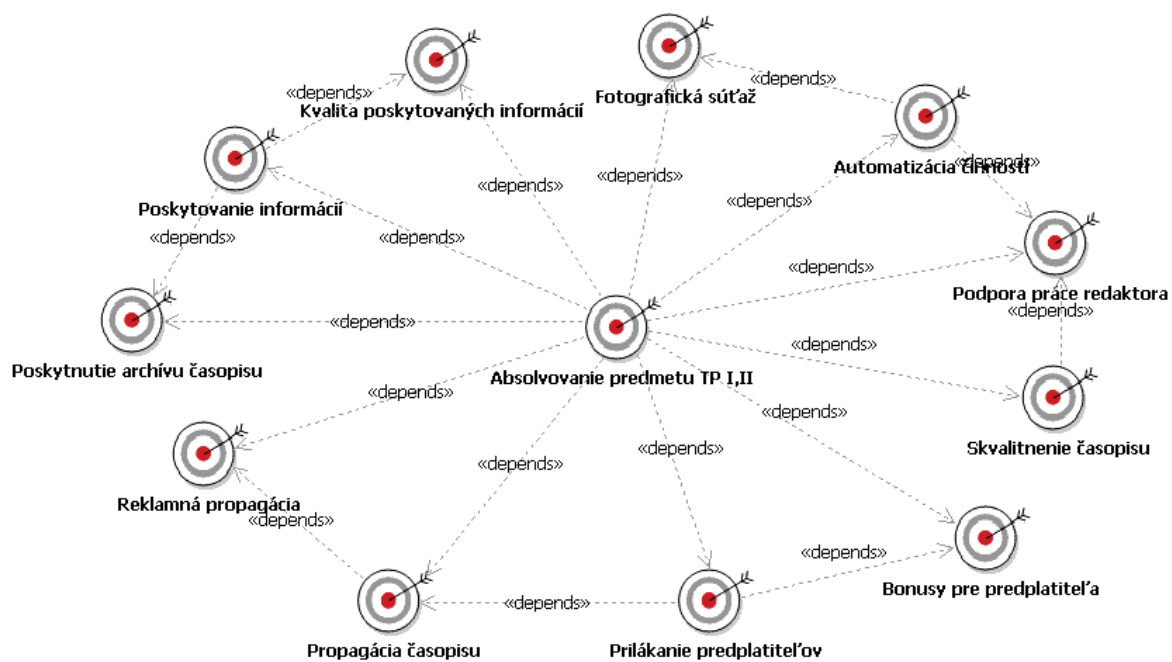 «depends»
Kvalita poskytovaných informácií
«depends»
Fotografická súťaž
Automatizácia činností
«depends»
«depends»
«depends»
«depends»
Poskytovanie informácií
«depends»
«depends»
«depends»
«depends»
Podpora práce redaktora
«depends»
«depends»
«depends»
Poskytnutie archívu časopisu
Absolvovanie predmetu TP I,II
«depends»
«depends»
Skvalitnenie časopisu
«depends»
«depends»
Reklamná propagácia
«depends»
«depends»
Bonusy pre predplatiteľa
«depends»
Propagácia časopisu
Prilákanie predplatiteľov